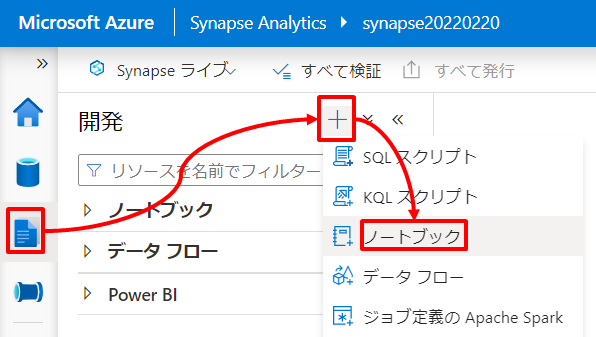 Microsoft Azure Synapse Analytics › synapse20220220
» Synapse ライブ すべて検証 すべて発行
開発 + «
リソースを名前でフィルター
ノートブック
データ フロー
Power BI
SQL スクリプト
KQL スクリプト
ノートブック
データ フロー
ジョブ定義の Apache Spark